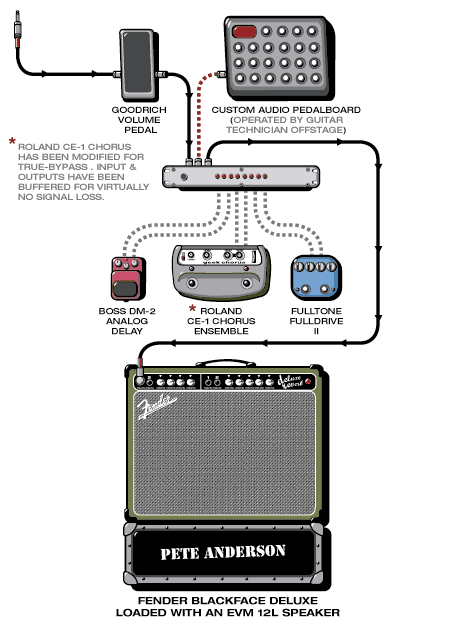 GOODRICH
VOLUME
PEDAL
CUSTOM AUDIO PEDALBOARD
(OPERATED BY GUITAR
TECHNICIAN OFFSTAGE)
* ROLAND CE-1 CHORUS
HAS BEEN MODIFIED FOR
TRUE-BYPASS . INPUT &
OUTPUTS HAVE BEEN
BUFFERED FOR VIRTUALLY
NO SIGNAL LOSS.
geek chorus
BOSS DM-2
ANALOG
DELAY
* ROLAND
CE-1 CHORUS
ENSEMBLE
FULLTONE
FULLDRIVE
II
deluxe
reverb
Fender
PETE ANDERSON
FENDER BLACKFACE DELUXE
LOADED WITH AN EVM 12L SPEAKER